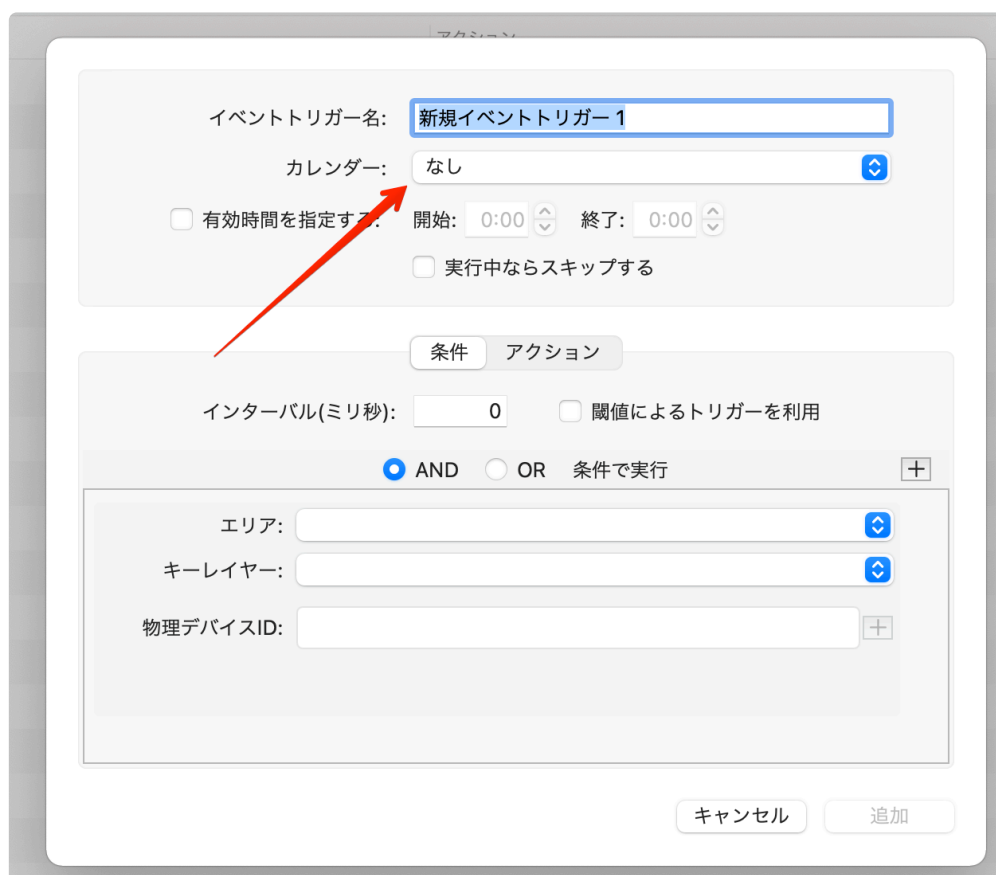 アクション
イベントトリガー名: 新規イベントトリガー 1
カレンダー: なし
有効時間を指定する: 開始: 0:00 終了: 0:00
実行中ならスキップする
条件 アクション
インターバル(ミリ秒): 0 閾値によるトリガーを利用
AND OR 条件で実行
エリア:
キーレイヤー:
物理デバイスID:
キャンセル 追加